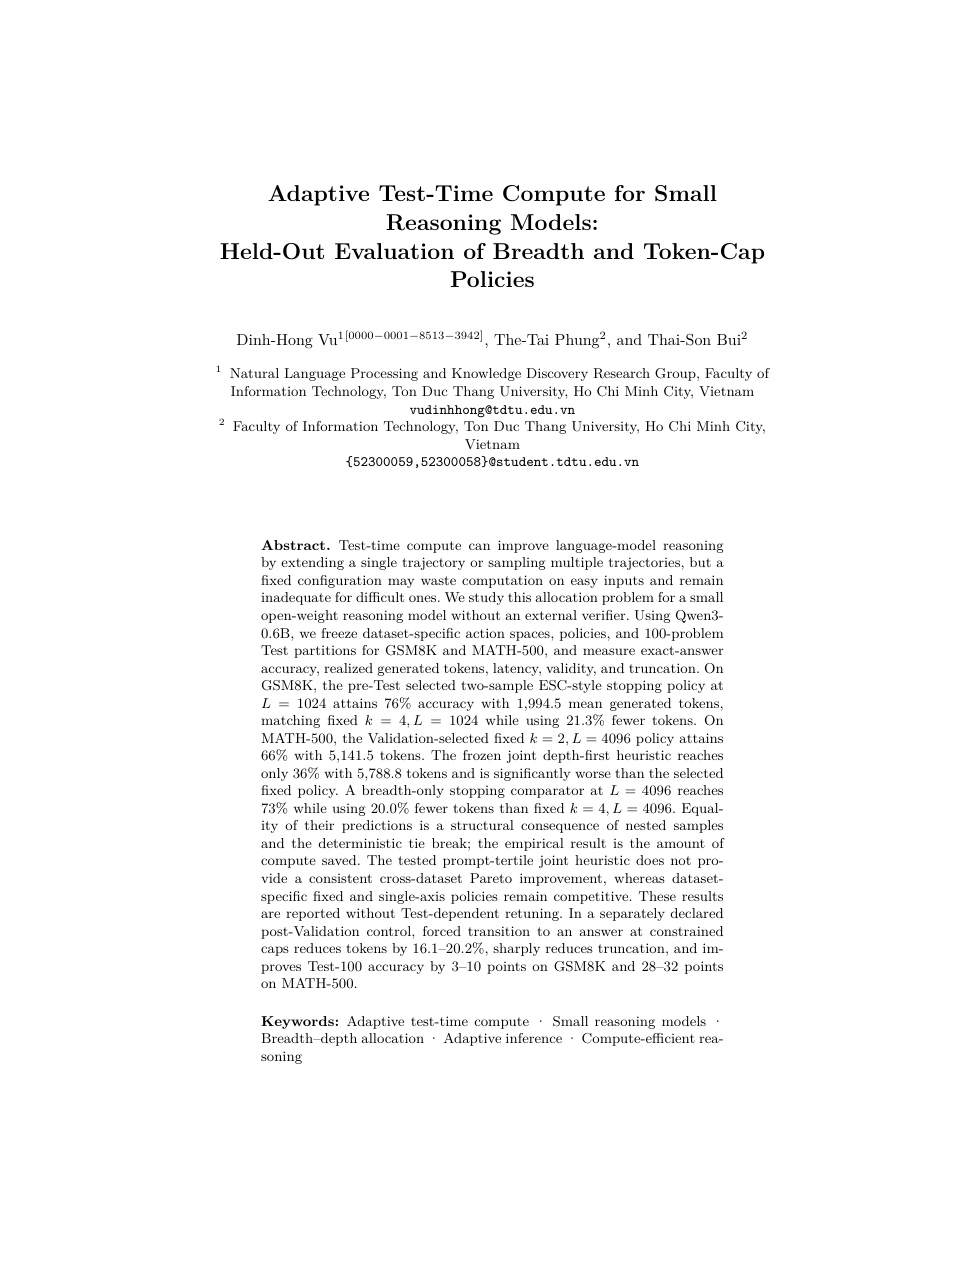 Adaptive Test-Time Compute for Small
Reasoning Models:
Held-Out Evaluation of Breadth and Token-Cap
Policies
Dinh-Hong Vu1[0000−0001−8513−3942], The-Tai Phung2, and Thai-Son Bui2
1 Natural Language Processing and Knowledge Discovery Research Group, Faculty of
Information Technology, Ton Duc Thang University, Ho Chi Minh City, Vietnam
vudinhhong@tdtu.edu.vn
2 Faculty of Information Technology, Ton Duc Thang University, Ho Chi Minh City,
Vietnam
{52300059,52300058}@student.tdtu.edu.vn
Abstract. Test-time compute can improve language-model reasoning
by extending a single trajectory or sampling multiple trajectories, but a
fixed configuration may waste computation on easy inputs and remain
inadequate for difficult ones. We study this allocation problem for a small
open-weight reasoning model without an external verifier. Using Qwen3-
0.6B, we freeze dataset-specific action spaces, policies, and 100-problem
Test partitions for GSM8K and MATH-500, and measure exact-answer
accuracy, realized generated tokens, latency, validity, and truncation. On
GSM8K, the pre-Test selected two-sample ESC-style stopping policy at
L = 1024 attains 76% accuracy with 1,994.5 mean generated tokens,
matching fixed k = 4, L = 1024 while using 21.3% fewer tokens. On
MATH-500, the Validation-selected fixed k = 2, L = 4096 policy attains
66% with 5,141.5 tokens. The frozen joint depth-first heuristic reaches
only 36% with 5,788.8 tokens and is significantly worse than the selected
fixed policy. A breadth-only stopping comparator at L = 4096 reaches
73% while using 20.0% fewer tokens than fixed k = 4, L = 4096. Equal-
ity of their predictions is a structural consequence of nested samples
and the deterministic tie break; the empirical result is the amount of
compute saved. The tested prompt-tertile joint heuristic does not pro-
vide a consistent cross-dataset Pareto improvement, whereas dataset-
specific fixed and single-axis policies remain competitive. These results
are reported without Test-dependent retuning. In a separately declared
post-Validation control, forced transition to an answer at constrained
caps reduces tokens by 16.1–20.2%, sharply reduces truncation, and im-
proves Test-100 accuracy by 3–10 points on GSM8K and 28–32 points
on MATH-500.
Keywords: Adaptive test-time compute · Small reasoning models ·
Breadth–depth allocation · Adaptive inference · Compute-efficient rea-
soning